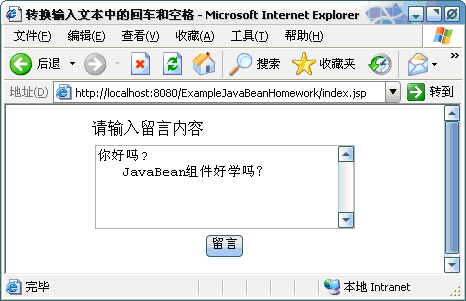 转换输入文本中的回车和空格 - Microsoft Internet Explorer
文件(F) 编辑(E) 查看(V) 收藏(A) 工具(T) 帮助(H)
后退 搜索 收藏夹
地址(D) http://localhost:8080/ExampleJavaBeanHomework/index.jsp 转到
请输入留言内容
你好吗?
JavaBean组件好学吗?
留言
完毕 本地 Intranet